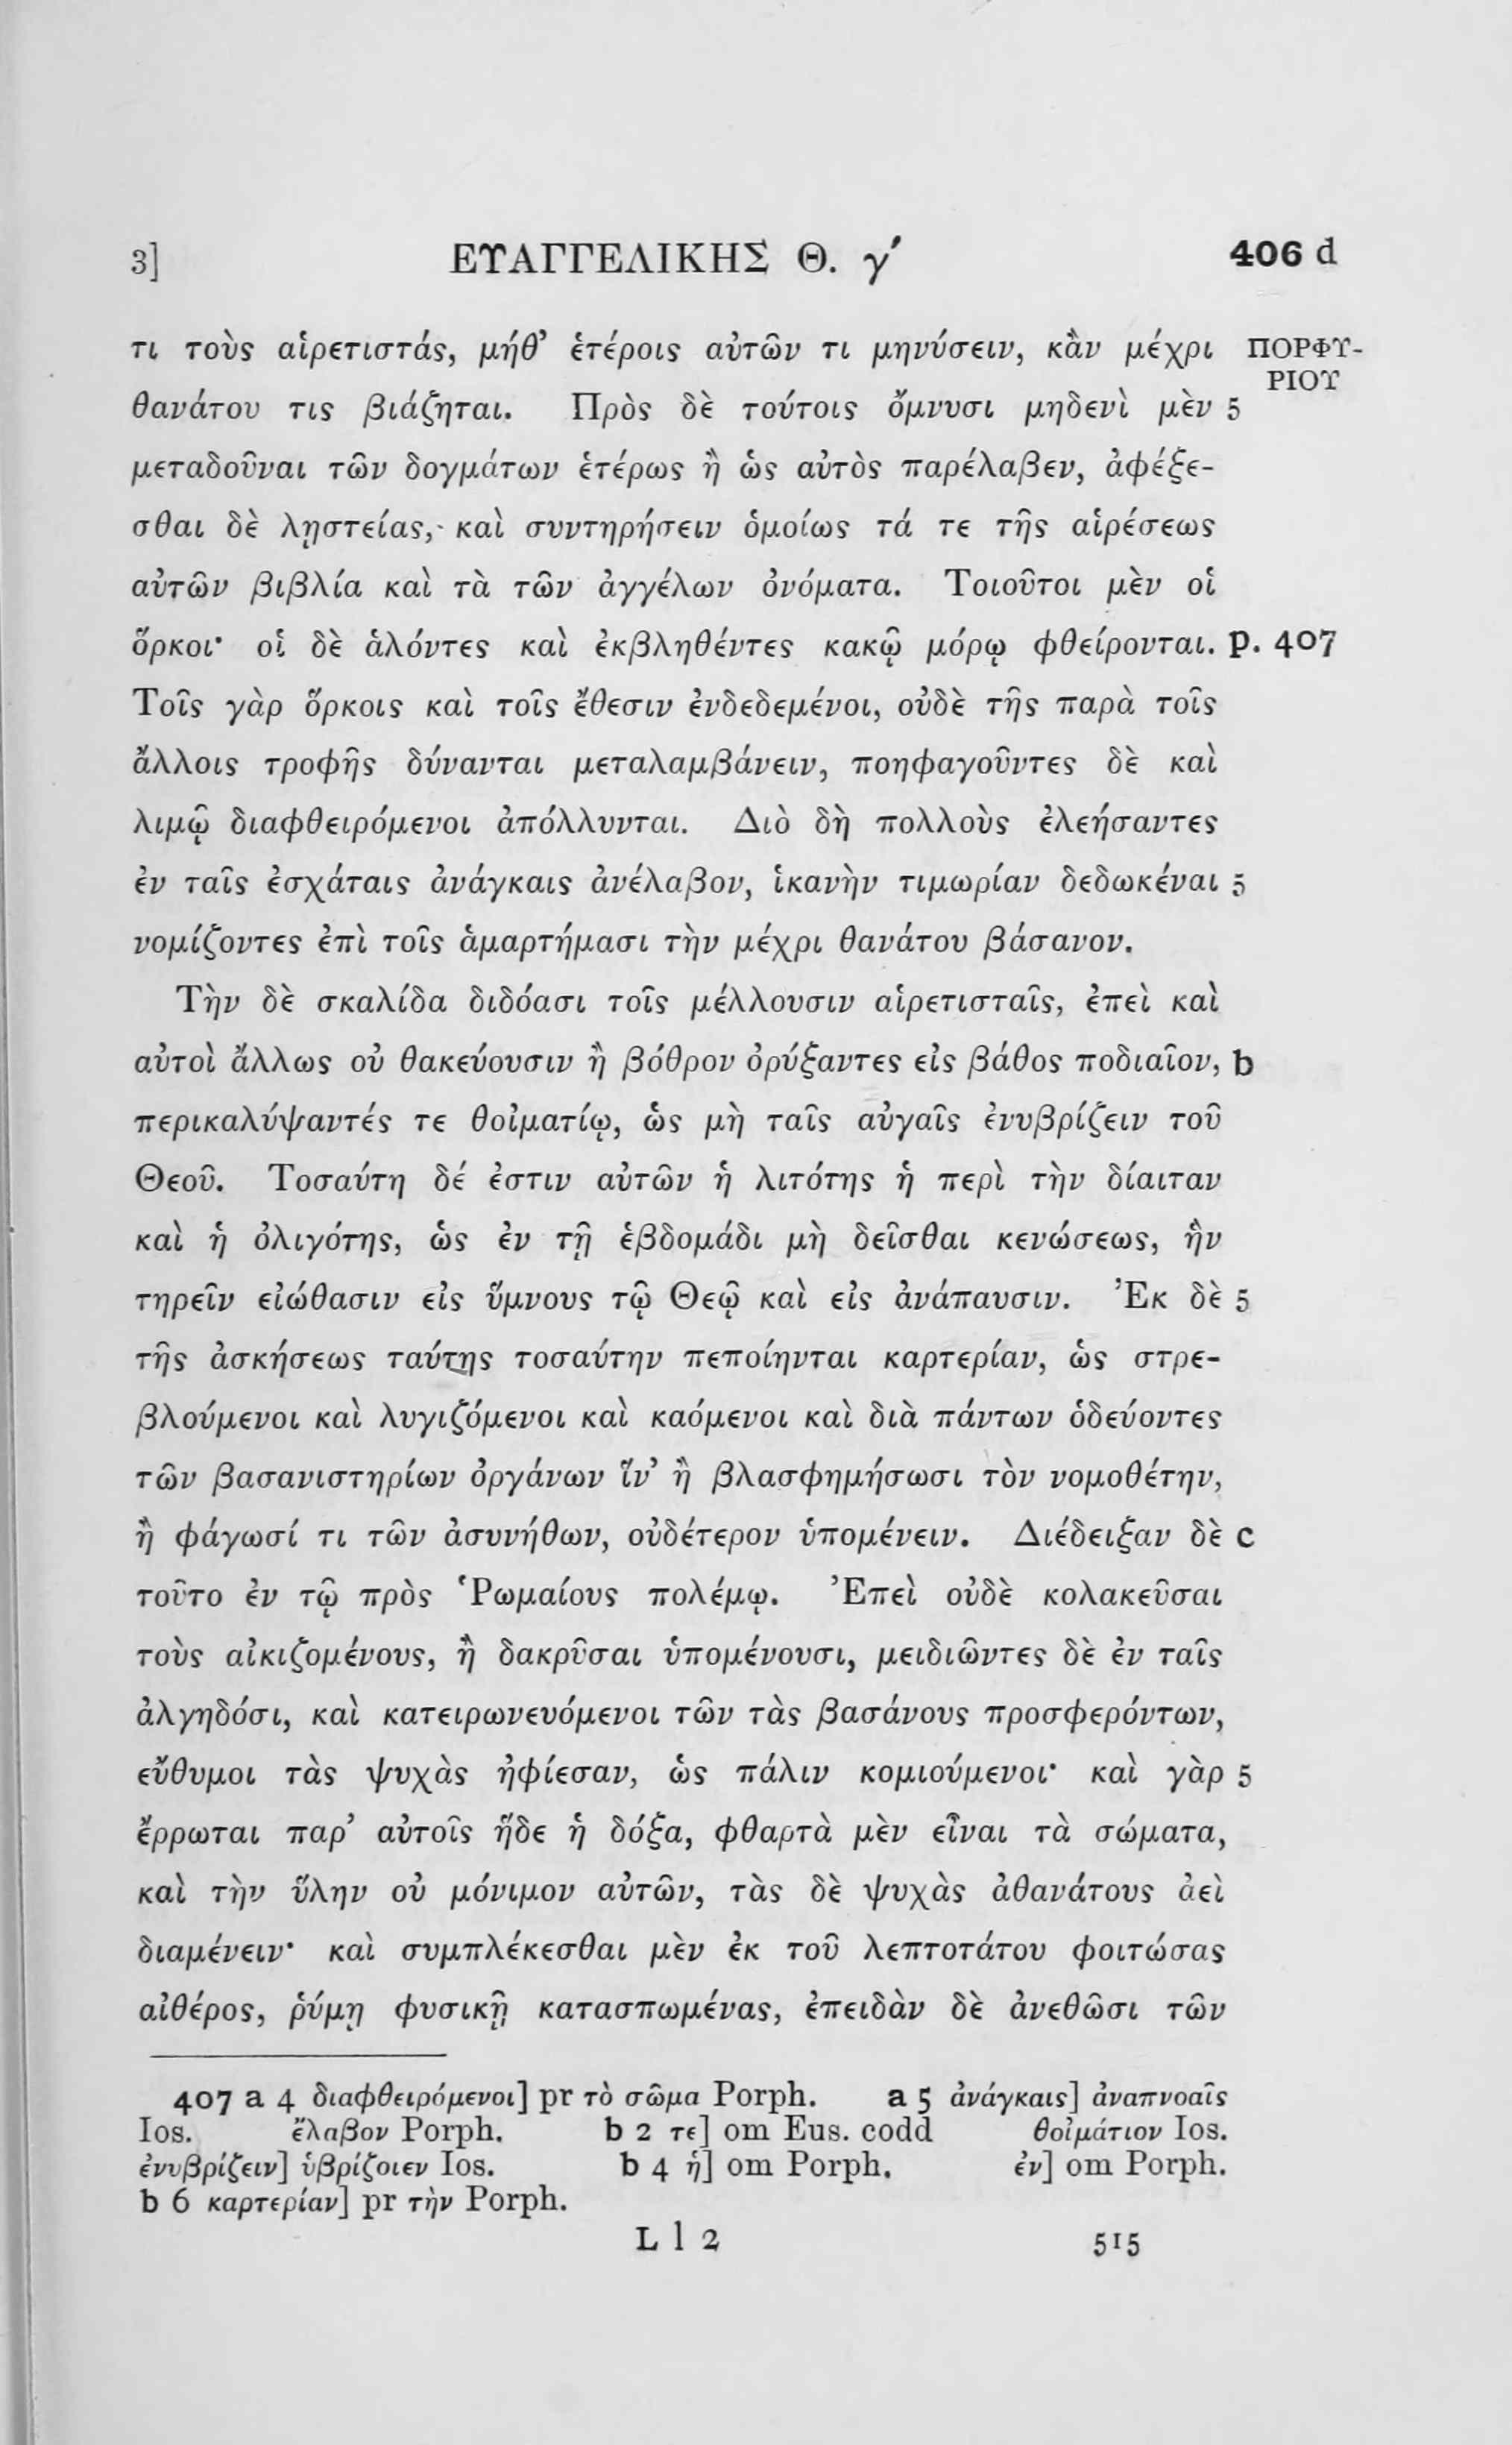 3] ΕΥΑΓΓΕΛΙΚΗΣ Θ. γ´ 406 d
τι τοὺς αἱρετιστάς, μήθ᾽ ἑτέροις αὐτῶν τι μηνύσειν, κἂν μέχρι ΠΟΡΦΥ-
ΡΙΟΥ
θανάτου τις βιάζηται. Πρὸς δὲ τούτοις ὄμνυσι μηδενὶ μὲν 5
μεταδοῦναι τῶν δογμάτων ἑτέρως ἢ ὡς αὐτὸς παρέλαβεν, ἀφέξε-
σθαι δὲ λῃστείας, καὶ συντηρήσειν ὁμοίως τά τε τῆς αἱρέσεως
αὐτῶν βιβλία καὶ τὰ τῶν ἀγγέλων ὀνόματα. Τοιοῦτοι μὲν οἱ
ὅρκοι· οἱ δὲ ἁλόντες καὶ ἐκβληθέντες κακῷ μόρῳ φθείρονται. p. 407
Τοῖς γὰρ ὅρκοις καὶ τοῖς ἔθεσιν ἐνδεδεμένοι, οὐδὲ τῆς παρὰ τοῖς
ἄλλοις τροφῆς δύνανται μεταλαμβάνειν, ποηφαγοῦντες δὲ καὶ
λιμῷ διαφθειρόμενοι ἀπόλλυνται. Διὸ δὴ πολλοὺς ἐλεήσαντες
ἐν ταῖς ἐσχάταις ἀνάγκαις ἀνέλαβον, ἱκανὴν τιμωρίαν δεδωκέναι 5
νομίζοντες ἐπὶ τοῖς ἁμαρτήμασι τὴν μέχρι θανάτου βάσανον.
Τὴν δὲ σκαλίδα διδόασι τοῖς μέλλουσιν αἱρετισταῖς, ἐπεὶ καὶ
αὐτοὶ ἄλλως οὐ θακεύουσιν ἢ βόθρον ὀρύξαντες εἰς βάθος ποδιαῖον, b
περικαλύψαντές τε θοἰματίῳ, ὡς μὴ ταῖς αὐγαῖς ἐνυβρίζειν τοῦ
Θεοῦ. Τοσαύτη δέ ἐστιν αὐτῶν ἡ λιτότης ἡ περὶ τὴν δίαιταν
καὶ ἡ ὀλιγότης, ὡς ἐν τῇ ἑβδομάδι μὴ δεῖσθαι κενώσεως, ἣν
τηρεῖν εἰώθασιν εἰς ὕμνους τῷ Θεῷ καὶ εἰς ἀνάπαυσιν. Ἐκ δὲ 5
τῆς ἀσκήσεως ταύτης τοσαύτην πεποίηνται καρτερίαν, ὡς στρε-
βλούμενοι καὶ λυγιζόμενοι καὶ καόμενοι καὶ διὰ πάντων ὁδεύοντες
τῶν βασανιστηρίων ὀργάνων ἵν᾽ ἢ βλασφημήσωσι τὸν νομοθέτην,
ἢ φάγωσί τι τῶν ἀσυνήθων, οὐδέτερον ὑπομένειν. Διέδειξαν δὲ c
τοῦτο ἐν τῷ πρὸς Ῥωμαίους πολέμῳ. Ἐπεὶ οὐδὲ κολακεῦσαι
τοὺς αἰκιζομένους, ἢ δακρῦσαι ὑπομένουσι, μειδιῶντες δὲ ἐν ταῖς
ἀλγηδόσι, καὶ κατειρωνευόμενοι τῶν τὰς βασάνους προσφερόντων,
εὔθυμοι τὰς ψυχὰς ἠφίεσαν, ὡς πάλιν κομιούμενοι· καὶ γὰρ 5
ἔρρωται παρ᾽ αὐτοῖς ἥδε ἡ δόξα, φθαρτὰ μὲν εἶναι τὰ σώματα,
καὶ τὴν ὕλην οὐ μόνιμον αὐτῶν, τὰς δὲ ψυχὰς ἀθανάτους ἀεὶ
διαμένειν· καὶ συμπλέκεσθαι μὲν ἐκ τοῦ λεπτοτάτου φοιτώσας
αἰθέρος, ῥύμῃ φυσικῇ κατασπωμένας, ἐπειδὰν δὲ ἀνεθῶσι τῶν
407 a 4 διαφθειρόμενοι] pr τὸ σῶμα Porph. a 5 ἀνάγκαις] ἀναπνοαῖς
Ios. ἔλαβον Porph. b 2 τε] om Eus. codd θοἰμάτιον Ios.
ἐνυβρίζειν] ὑβρίζοιεν Ios. b 4 ἡ] om Porph. ἐν] om Porph.
b 6 καρτερίαν] pr τὴν Porph.
L l 2 515